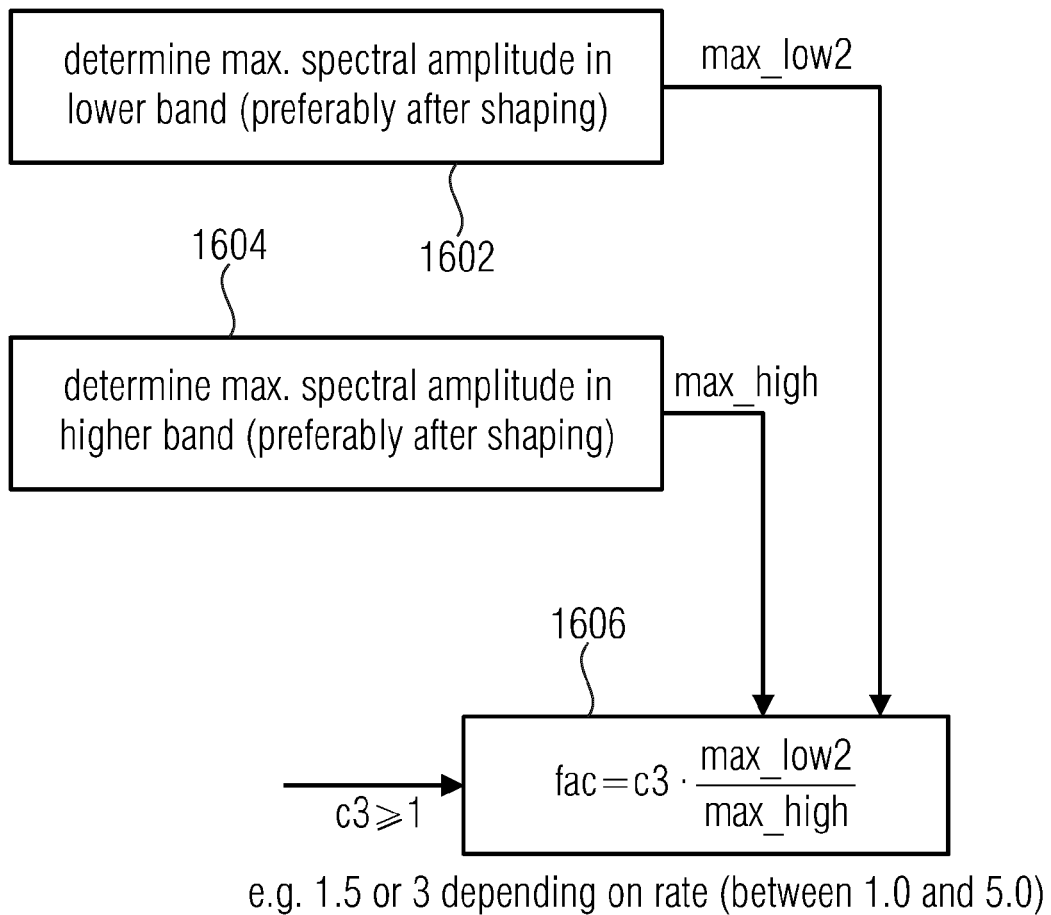 determine max. spectral amplitude in
lower band (preferably after shaping)
max_low2
1602
1604
determine max. spectral amplitude in
higher band (preferably after shaping)
max_high
1606
c3⩾1
fac=c3 · max_low2
max_high
e.g. 1.5 or 3 depending on rate (between 1.0 and 5.0)